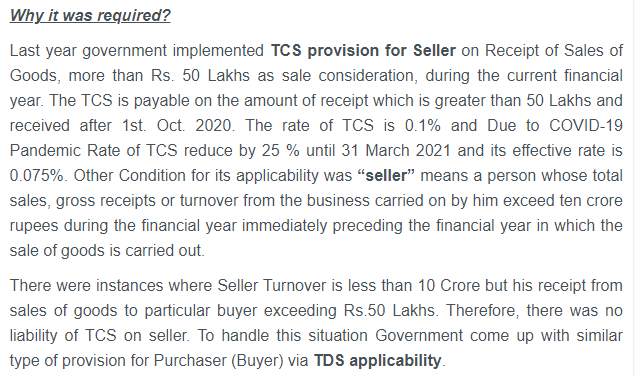 Why it was required?
Last year government implemented TCS provision for Seller on Receipt of Sales of
Goods, more than Rs. 50 Lakhs as sale consideration, during the current financial
year. The TCS is payable on the amount of receipt which is greater than 50 Lakhs and
received after 1st. Oct. 2020. The rate of TCS is 0.1% and Due to COVID-19
Pandemic Rate of TCS reduce by 25 % until 31 March 2021 and its effective rate is
0.075%. Other Condition for its applicability was “seller” means a person whose total
sales, gross receipts or turnover from the business carried on by him exceed ten crore
rupees during the financial year immediately preceding the financial year in which the
sale of goods is carried out.
There were instances where Seller Turnover is less than 10 Crore but his receipt from
sales of goods to particular buyer exceeding Rs.50 Lakhs. Therefore, there was no
liability of TCS on seller. To handle this situation Government come up with similar
type of provision for Purchaser (Buyer) via TDS applicability.